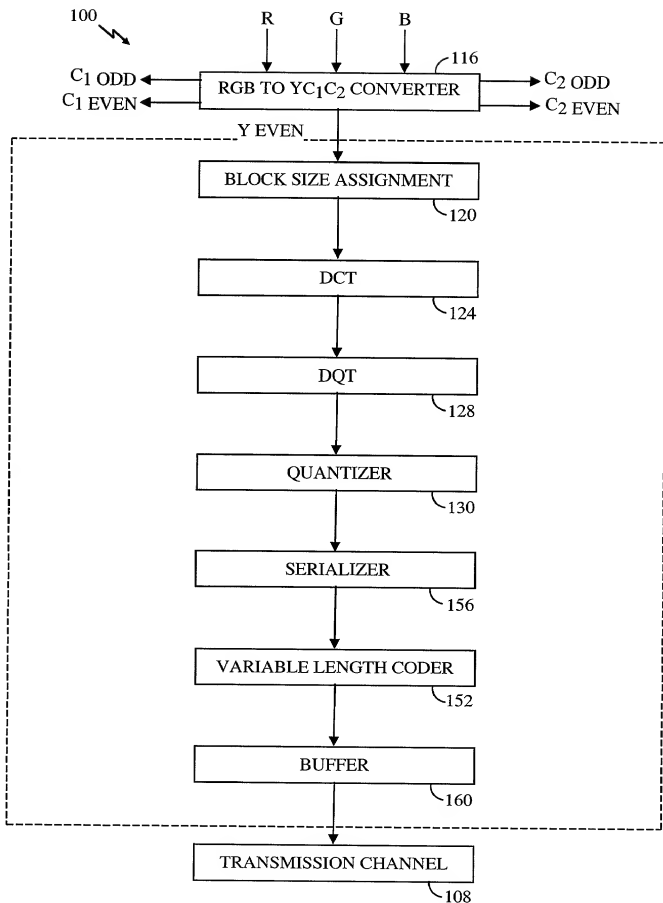 100
R G B
116
C1 ODD RGB TO YC1C2 CONVERTER C2 ODD
C1 EVEN C2 EVEN
Y EVEN
BLOCK SIZE ASSIGNMENT
120
DCT
124
DQT
128
QUANTIZER
130
SERIALIZER
156
VARIABLE LENGTH CODER
152
BUFFER
160
TRANSMISSION CHANNEL
108